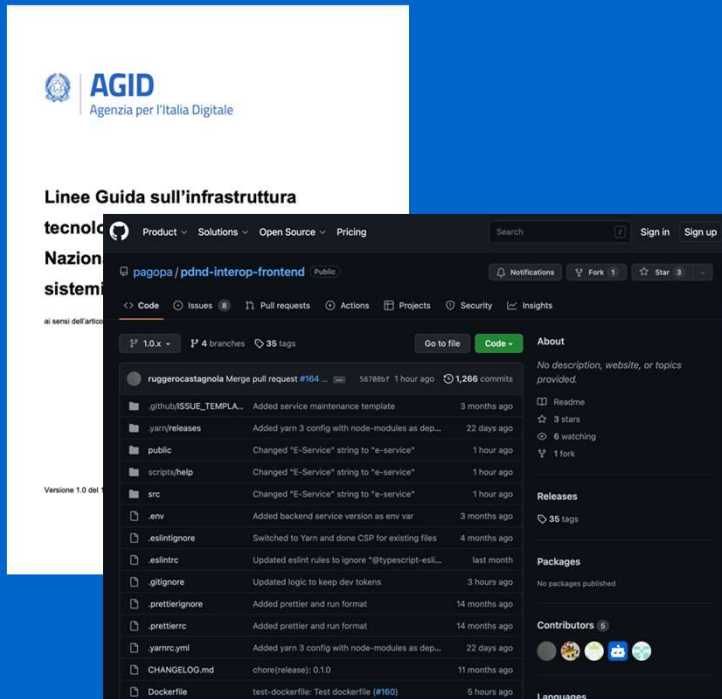 AGID
Agenzia per l'Italia Digitale
Linee Guida sull'infrastruttura
tecnolo
Nazion
sistemi
ai sensi dell'artico
Versione 1.0 del 1
Product Solutions Open Source Pricing
Search / Sign in Sign up
pagopa / pdnd-interop-frontend Public
Notifications Fork 1 Star 3
Code Issues 8 Pull requests Actions Projects Security Insights
1.0.x 4 branches 35 tags Go to file Code
ruggerocastagnola Merge pull request #164 ... 56788bf 1 hour ago 1,266 commits
.github/ISSUE_TEMPLA... Added service maintenance template 3 months ago
.yarn/releases Added yarn 3 config with node-modules as dep... 22 days ago
public Changed "E-Service" string to "e-service" 1 hour ago
scripts/help Changed "E-Service" string to "e-service" 1 hour ago
src Changed "E-Service" string to "e-service" 1 hour ago
.env Added backend service version as env var 3 months ago
.eslintignore Switched to Yarn and done CSP for existing files 4 months ago
.eslintrc Updated eslint rules to ignore "@typescript-esli... last month
.gitignore Updated logic to keep dev tokens 3 hours ago
.prettierignore Added prettier and run format 14 months ago
.prettierrc Added prettier and run format 14 months ago
.yarnrc.yml Added yarn 3 config with node-modules as dep... 22 days ago
CHANGELOG.md chore(release): 0.1.0 11 months ago
Dockerfile test-dockerfile: Test dockerfile (#160) 5 hours ago
About
No description, website, or topics
provided.
Readme
3 stars
6 watching
1 fork
Releases
35 tags
Packages
No packages published
Contributors 5
Languages